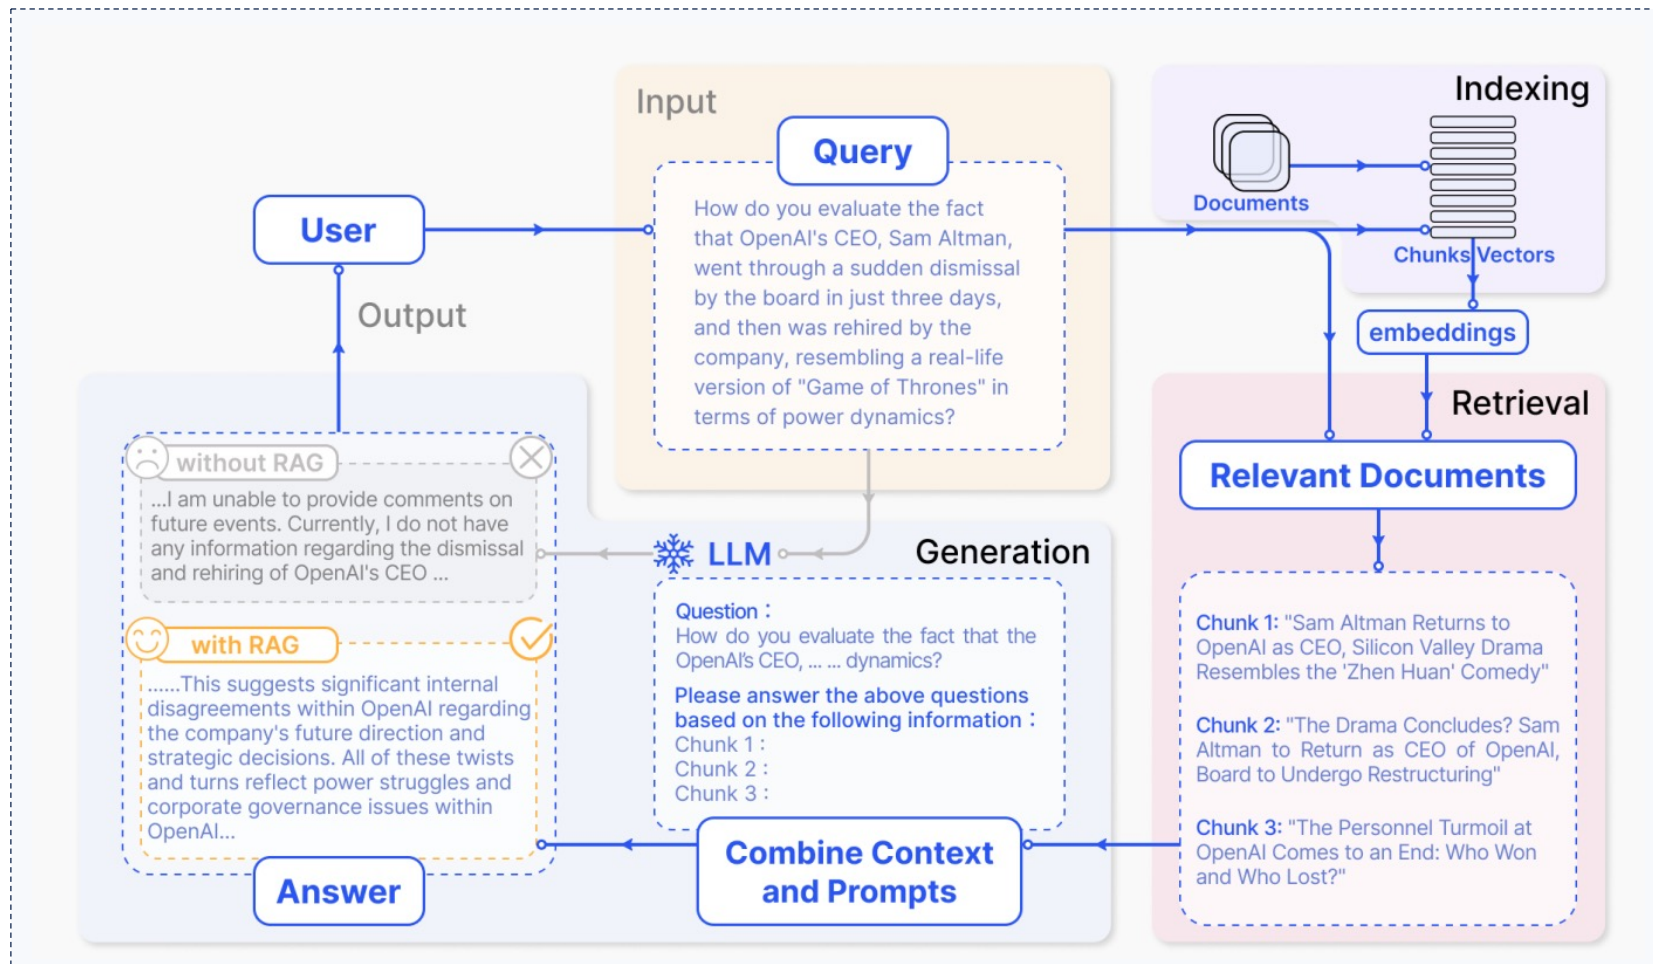 Input
Indexing
Query
Documents
Chunks Vectors
User
How do you evaluate the fact
that OpenAI's CEO, Sam Altman,
went through a sudden dismissal
by the board in just three days,
and then was rehired by the
company, resembling a real-life
version of "Game of Thrones" in
terms of power dynamics?
Output
embeddings
Retrieval
Relevant Documents
without RAG
...I am unable to provide comments on
future events. Currently, I do not have
any information regarding the dismissal
and rehiring of OpenAI's CEO ...
LLM
Generation
Question :
How do you evaluate the fact that the
OpenAI's CEO, ... ... dynamics?
Please answer the above questions
based on the following information :
Chunk 1 :
Chunk 2 :
Chunk 3 :
Chunk 1: "Sam Altman Returns to
OpenAI as CEO, Silicon Valley Drama
Resembles the 'Zhen Huan' Comedy"
Chunk 2: "The Drama Concludes? Sam
Altman to Return as CEO of OpenAI,
Board to Undergo Restructuring"
Chunk 3: "The Personnel Turmoil at
OpenAI Comes to an End: Who Won
and Who Lost?"
with RAG
......This suggests significant internal
disagreements within OpenAI regarding
the company's future direction and
strategic decisions. All of these twists
and turns reflect power struggles and
corporate governance issues within
OpenAI...
Combine Context
and Prompts
Answer